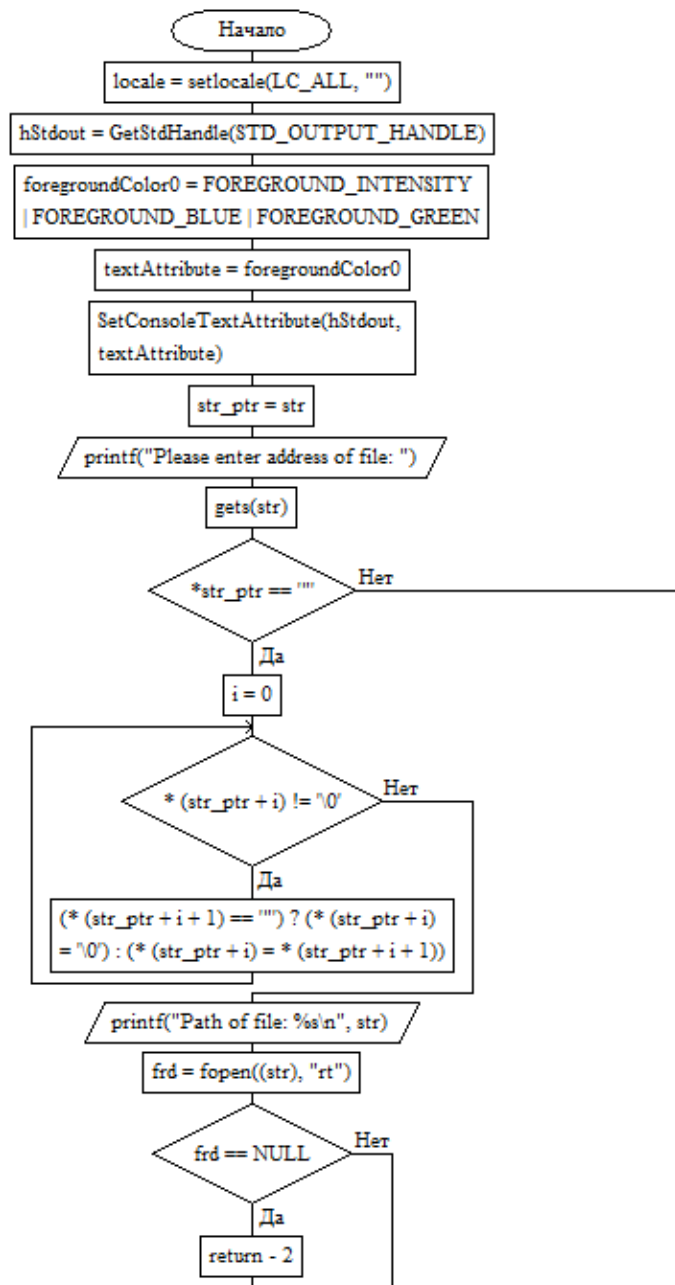 Начало
locale = setlocale(LC_ALL, "")
hStdout = GetStdHandle(STD_OUTPUT_HANDLE)
foregroundColor0 = FOREGROUND_INTENSITY
| FOREGROUND_BLUE | FOREGROUND_GREEN
textAttribute = foregroundColor0
SetConsoleTextAttribute(hStdout,
textAttribute)
str_ptr = str
printf("Please enter address of file: ")
gets(str)
*str_ptr == '"'
Нет
Да
i = 0
* (str_ptr + i) != '\0'
Нет
Да
(* (str_ptr + i + 1) == '"') ? (* (str_ptr + i)
= '\0') : (* (str_ptr + i) = * (str_ptr + i + 1))
printf("Path of file: %s\n", str)
frd = fopen((str), "rt")
frd == NULL
Нет
Да
return - 2